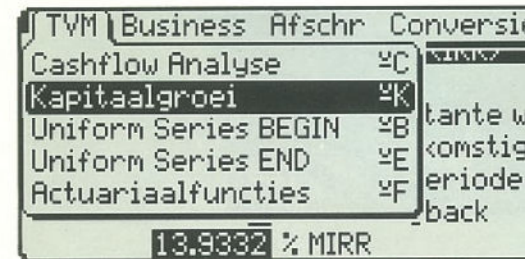 TVM Business Afschr Conversi
Cashflow Analyse ⌥C
Kapitaalgroei ⌥K
Uniform Series BEGIN ⌥B
tante w
Uniform Series END ⌥E
komstig
Actuariaalfuncties ⌥F
eriode
back
13.9332 % MIRR